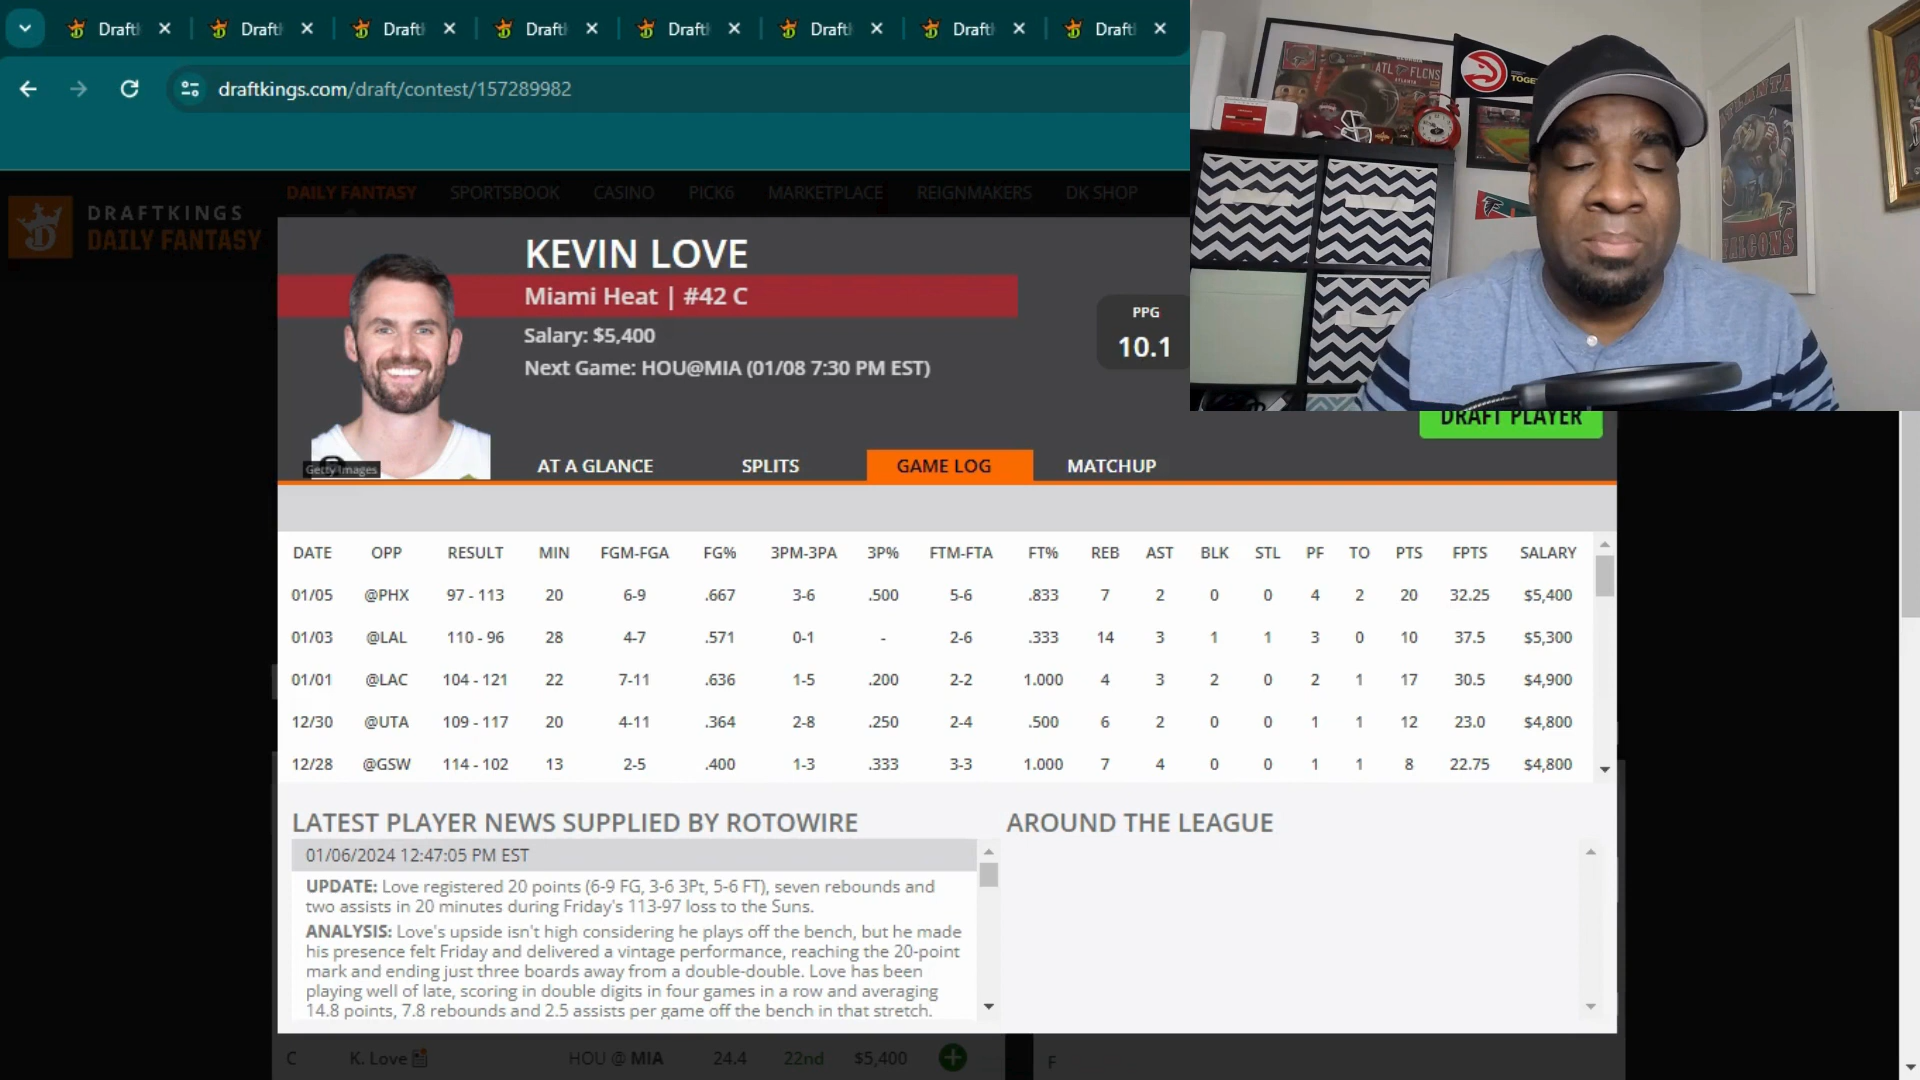 Draft Draft Draft Draft Draft Draft Draft Draft
draftkings.com/draft/contest/157289982
DRAFTKINGS
DAILY FANTASY
DAILY FANTASY SPORTSBOOK CASINO PICK6 MARKETPLACE REIGNMAKERS DK SHOP
ATL FLCNS
TOGE
ATLANTA
FALCONS
KEVIN LOVE
Miami Heat | #42 C
Salary: $5,400
Next Game: HOU@MIA (01/08 7:30 PM EST)
PPG
10.1
DRAFT PLAYER
Getty Images
AT A GLANCE SPLITS GAME LOG MATCHUP
DATE OPP RESULT MIN FGM-FGA FG% 3PM-3PA 3P% FTM-FTA FT% REB AST BLK STL PF TO PTS FPTS SALARY
01/05 @PHX 97 - 113 20 6-9 .667 3-6 .500 5-6 .833 7 2 0 0 4 2 20 32.25 $5,400
01/03 @LAL 110 - 96 28 4-7 .571 0-1 - 2-6 .333 14 3 1 1 3 0 10 37.5 $5,300
01/01 @LAC 104 - 121 22 7-11 .636 1-5 .200 2-2 1.000 4 3 2 0 2 1 17 30.5 $4,900
12/30 @UTA 109 - 117 20 4-11 .364 2-8 .250 2-4 .500 6 2 0 0 1 1 12 23.0 $4,800
12/28 @GSW 114 - 102 13 2-5 .400 1-3 .333 3-3 1.000 7 4 0 0 1 1 8 22.75 $4,800
LATEST PLAYER NEWS SUPPLIED BY ROTOWIRE
01/06/2024 12:47:05 PM EST
UPDATE: Love registered 20 points (6-9 FG, 3-6 3Pt, 5-6 FT), seven rebounds and
two assists in 20 minutes during Friday's 113-97 loss to the Suns.
ANALYSIS: Love's upside isn't high considering he plays off the bench, but he made
his presence felt Friday and delivered a vintage performance, reaching the 20-point
mark and ending just three boards away from a double-double. Love has been
playing well of late, scoring in double digits in four games in a row and averaging
14.8 points, 7.8 rebounds and 2.5 assists per game off the bench in that stretch.
AROUND THE LEAGUE
C K. Love HOU @ MIA 24.4 22nd $5,400
F